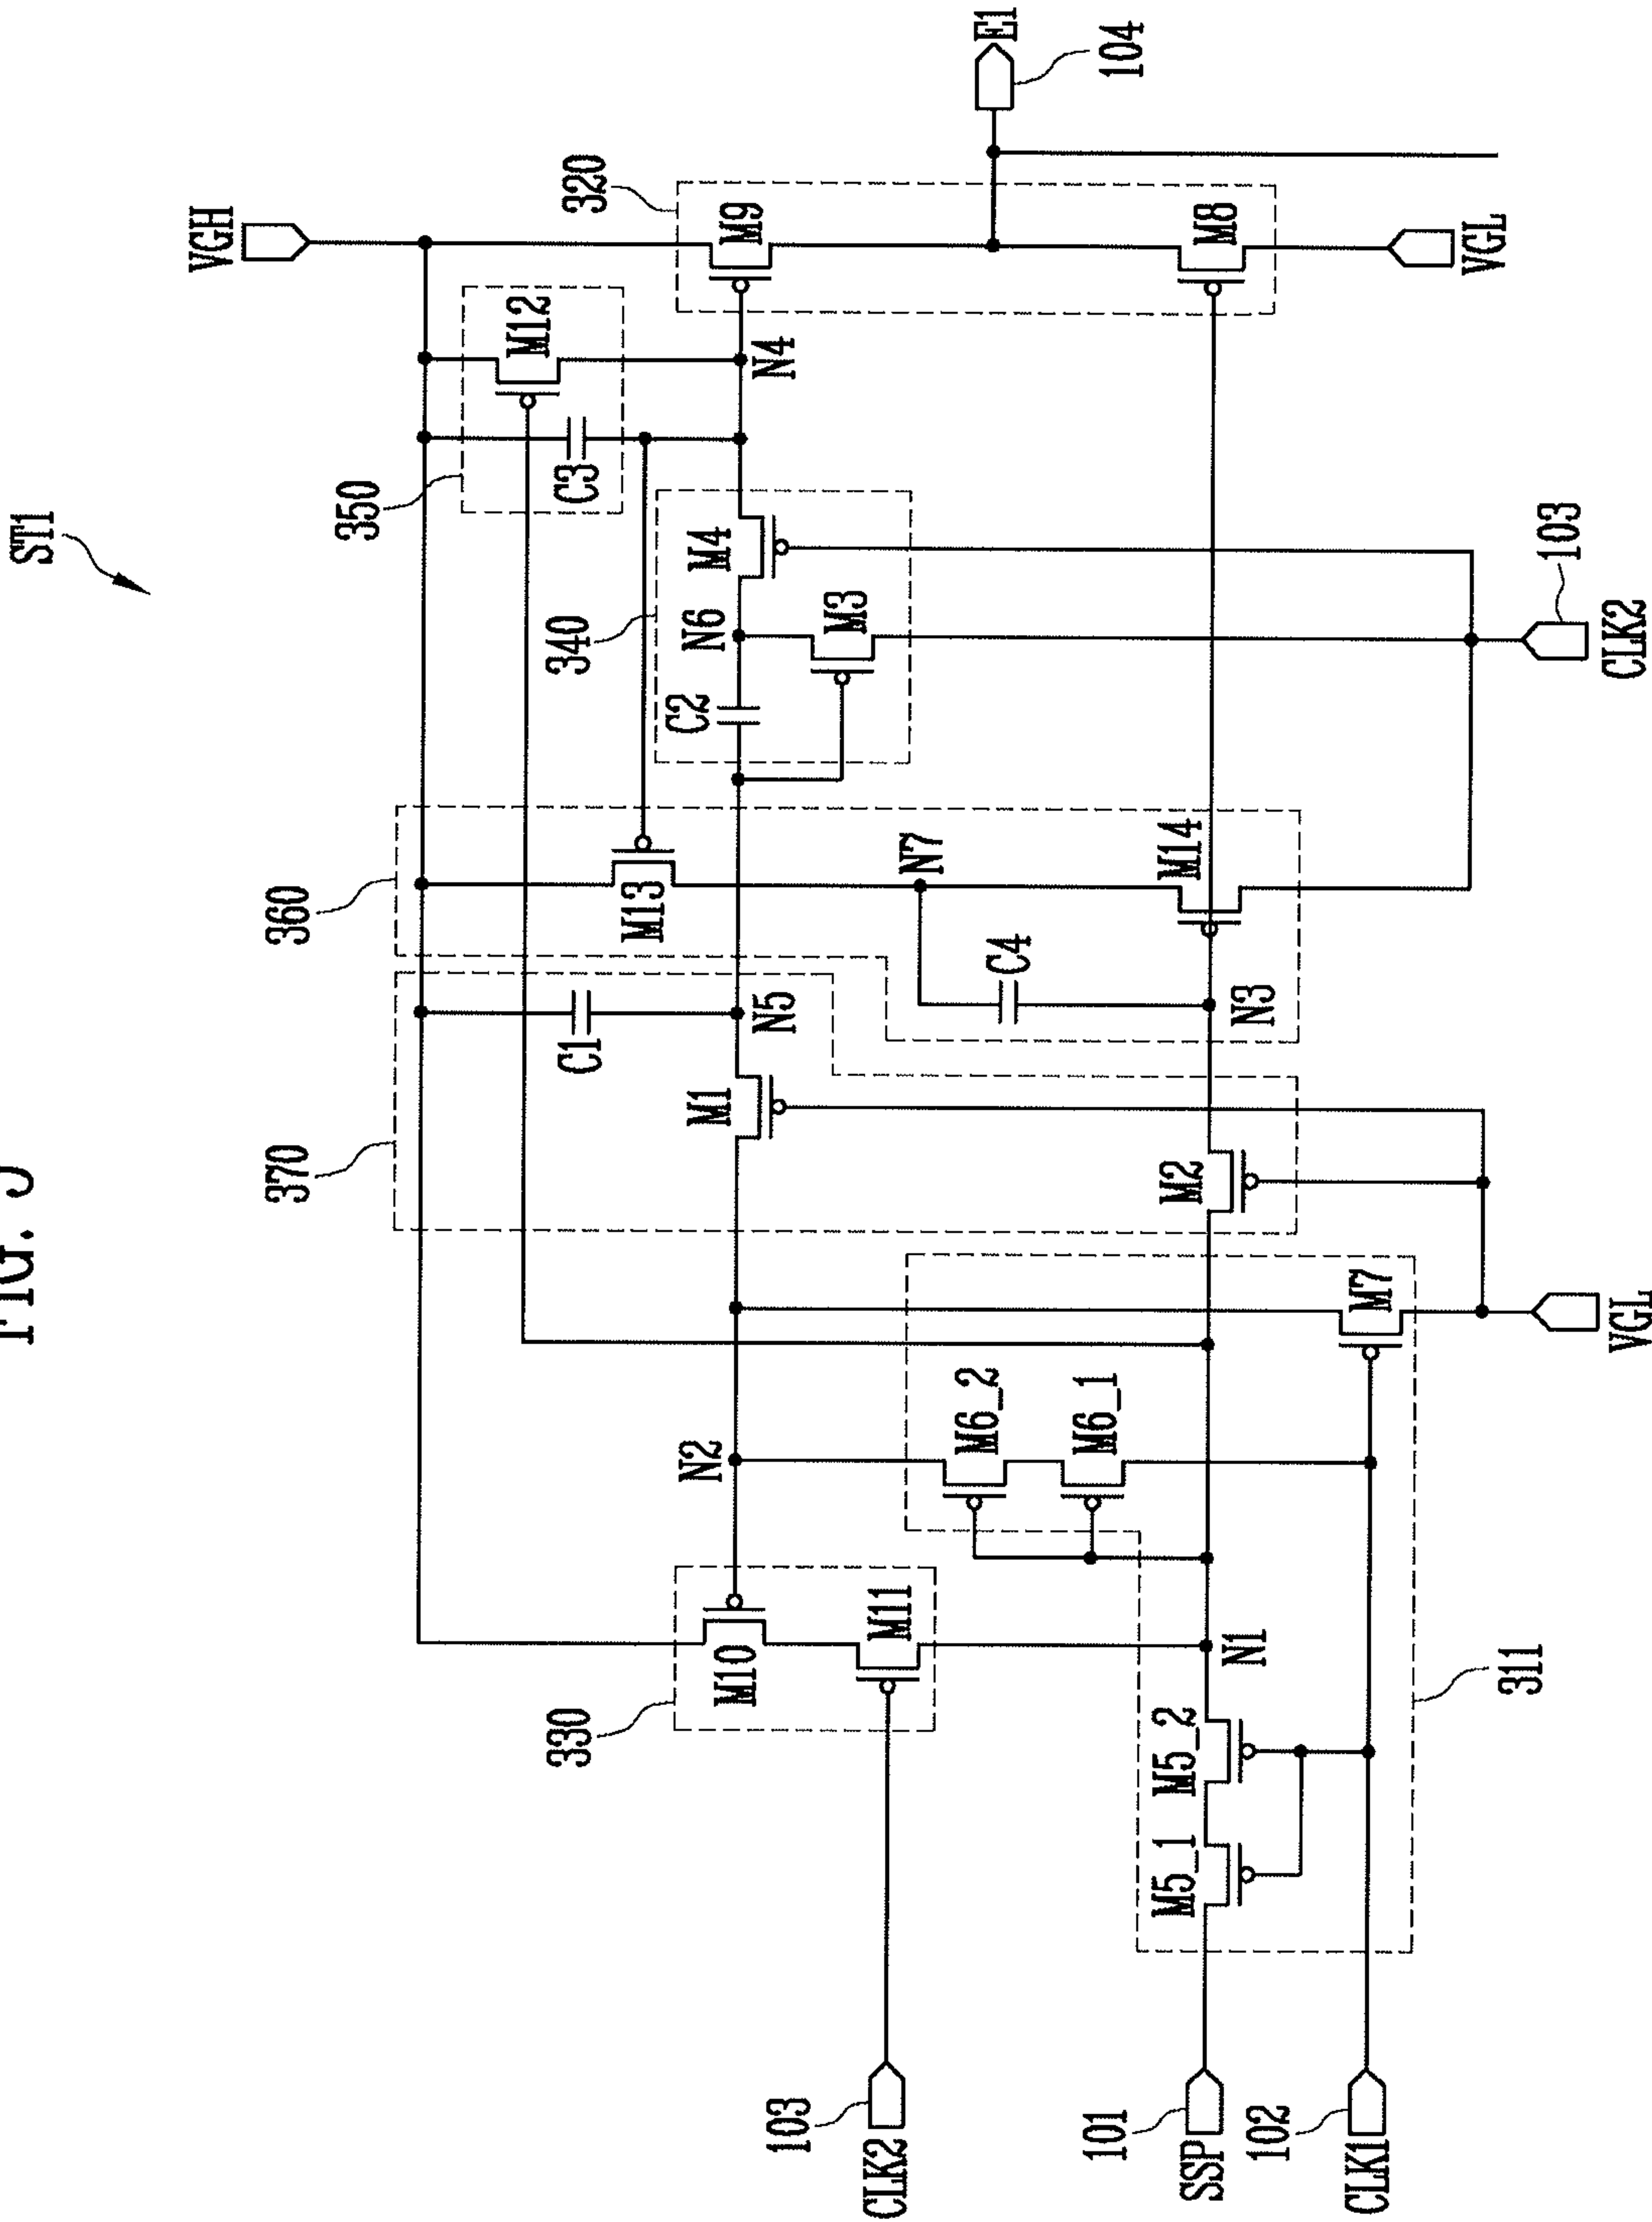 FIG. 5
ST1
VGH
350
M12
C3
320
M9
N4
E1
104
M8
VGL
340
N6
M4
C2
M3
103
CLK2
360
M13
N7
M14
C4
N3
370
C1
N5
M1
M2
M7
VGL
N2
M6_2
M6_1
330
M10
M11
N1
311
M5_2
M5_1
103
CLK2
101
SSP
102
CLK1